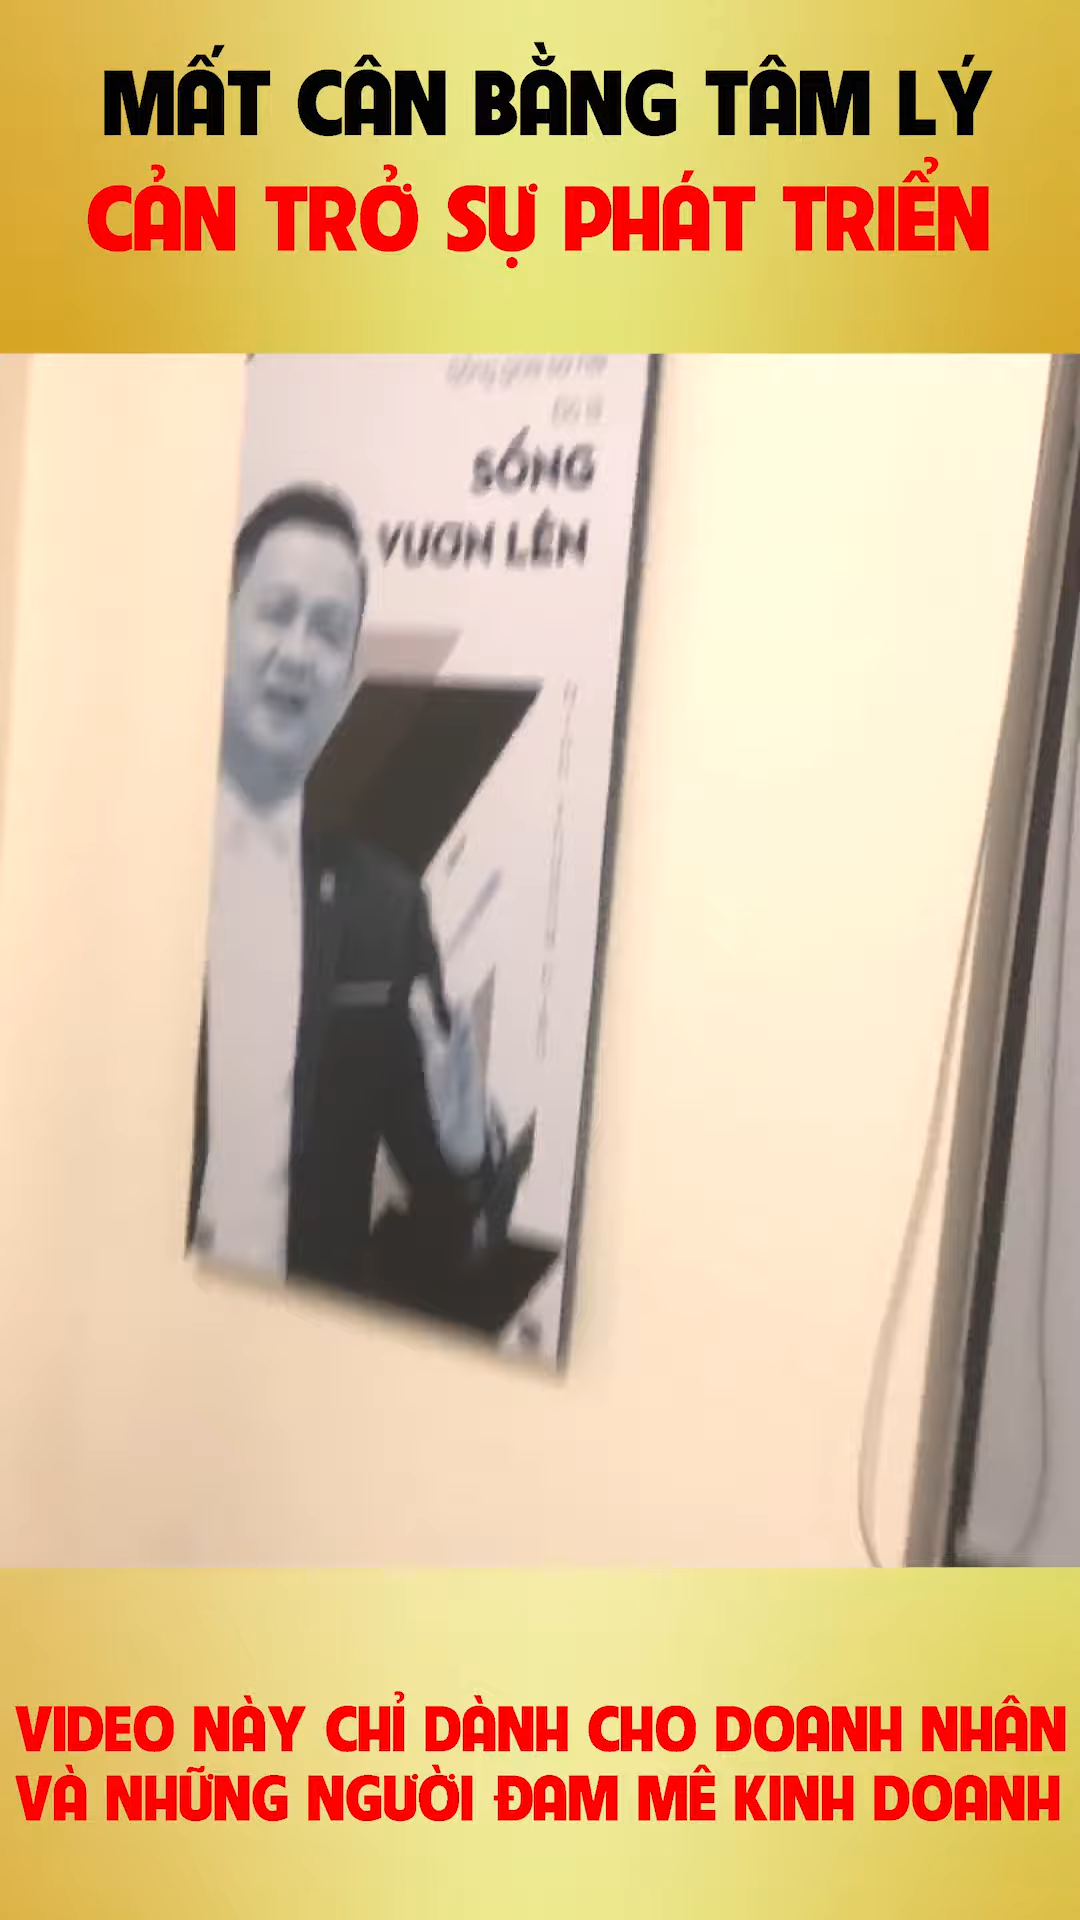 MẤT CÂN BẰNG TÂM LÝ
CẢN TRỞ SỰ PHÁT TRIỂN
SỐNG
VƯƠN LÊN
VIDEO NÀY CHỈ DÀNH CHO DOANH NHÂN
VÀ NHỮNG NGƯỜI ĐAM MÊ KINH DOANH